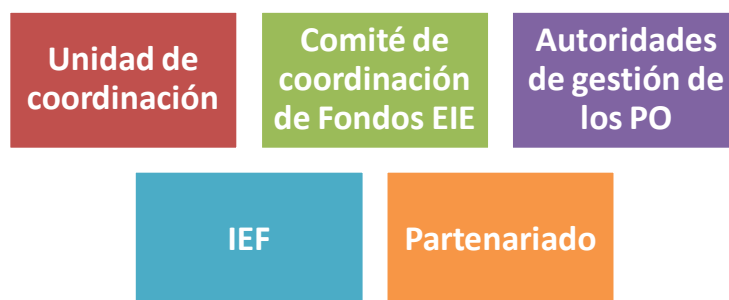 Unidad de
coordinación
Comité de
coordinación
de Fondos EIE
Autoridades
de gestión de
los PO
IEF
Partenariado